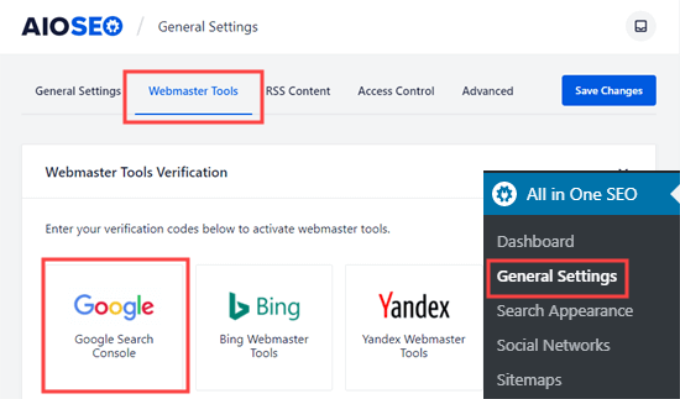 AIOSEO / General Settings
General Settings Webmaster Tools RSS Content Access Control Advanced Save Changes
Webmaster Tools Verification
Enter your verification codes below to activate webmaster tools.
Google
Google Search
Console
Bing
Bing Webmaster
Tools
Yandex
Yandex Webmaster
Tools
All in One SEO
Dashboard
General Settings
Search Appearance
Social Networks
Sitemaps